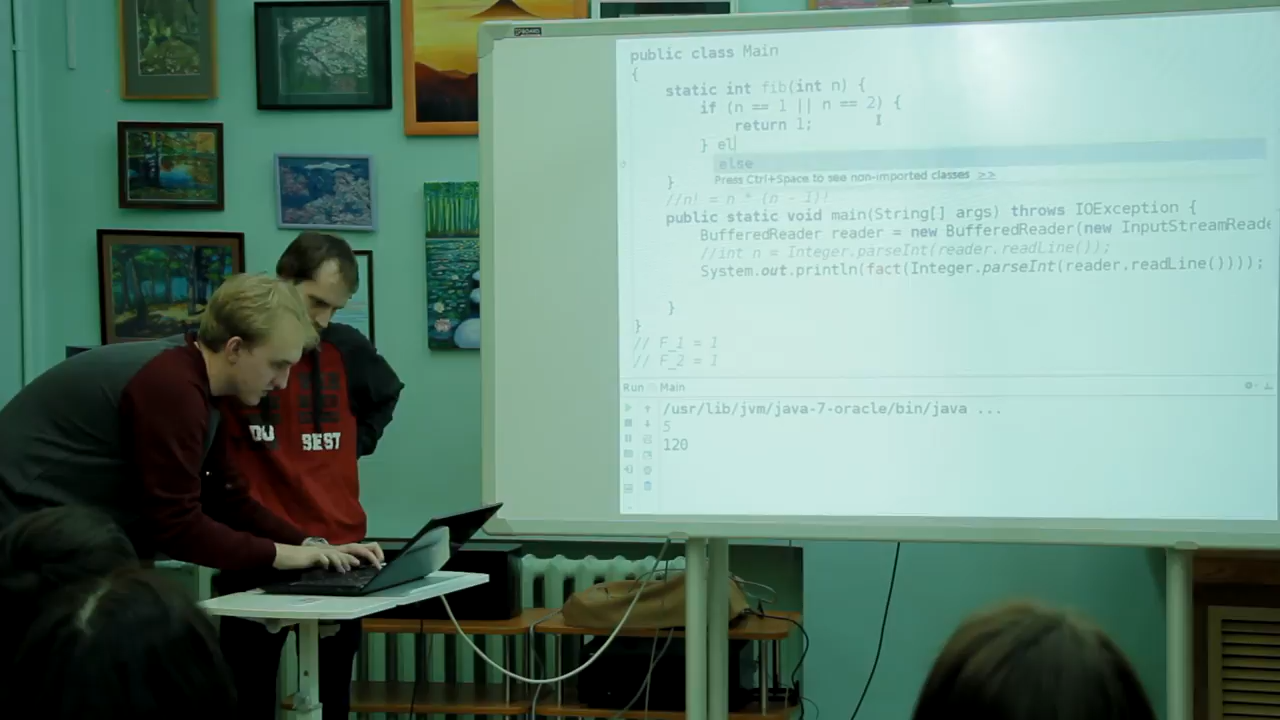 public class Main
{
static int fib(int n) {
if (n == 1 || n == 2) {
return 1;
} el
else
Press Ctrl+Space to see non-imported classes >>
}
//n! = n * (n - 1)!
public static void main(String[] args) throws IOException {
BufferedReader reader = new BufferedReader(new InputStreamReade
//int n = Integer.parseInt(reader.readLine());
System.out.println(fact(Integer.parseInt(reader.readLine())));
}
}
// F_1 = 1
// F_2 = 1
Run Main
/usr/lib/jvm/java-7-oracle/bin/java ...
5
120
BEST